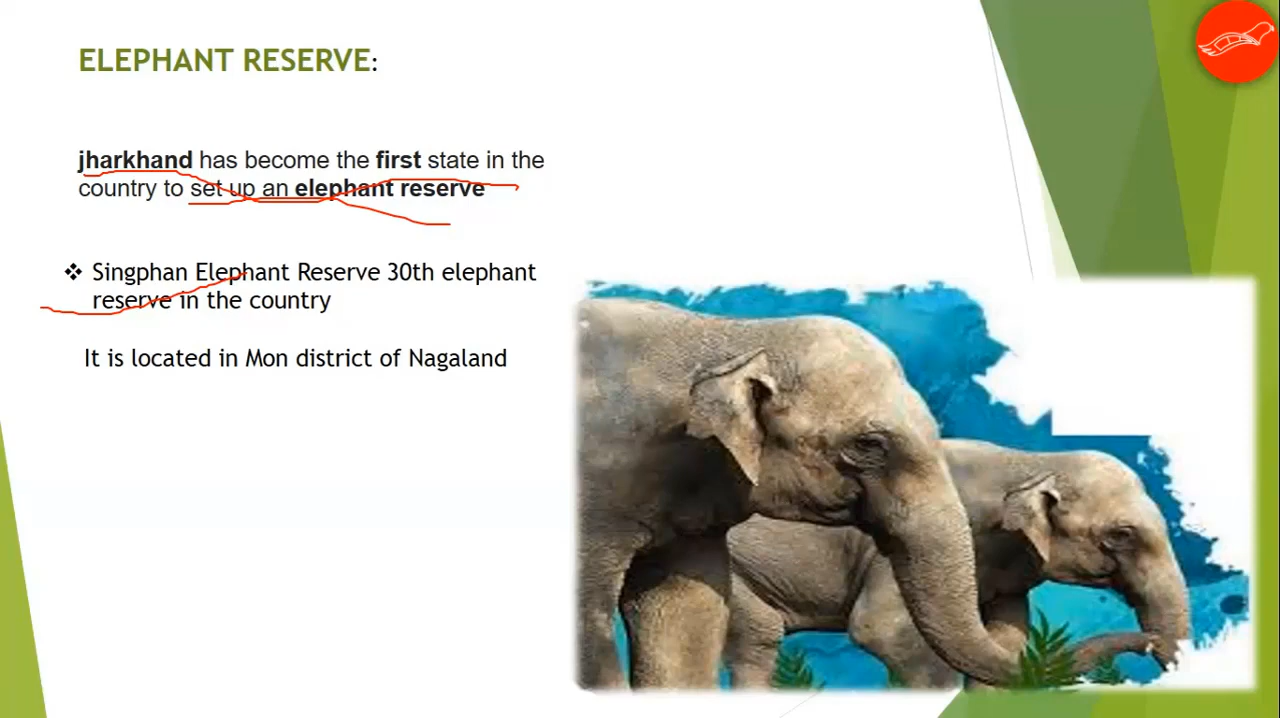 ELEPHANT RESERVE:
jharkhand has become the first state in the
country to set up an elephant reserve
❖ Singphan Elephant Reserve 30th elephant
reserve in the country
It is located in Mon district of Nagaland